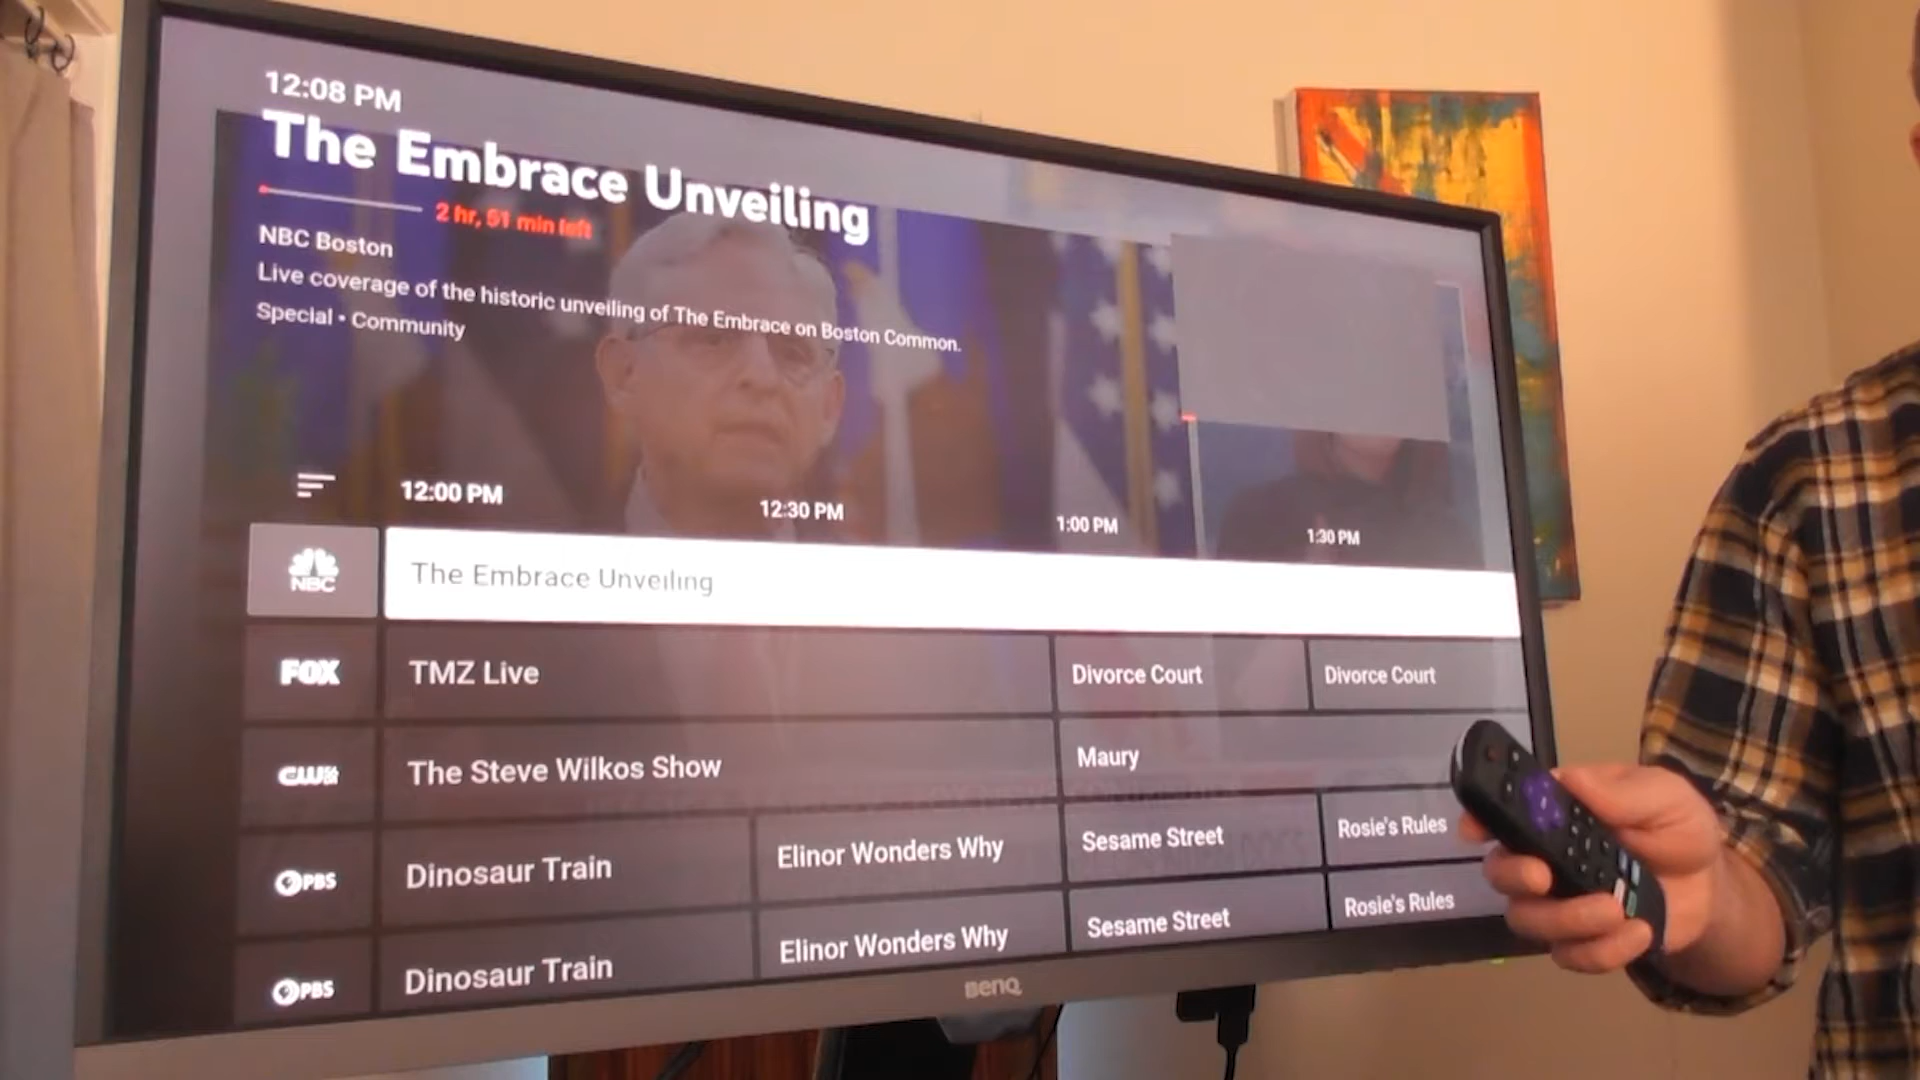 12:08 PM
The Embrace Unveiling
2 hr, 51 min left
NBC Boston
Live coverage of the historic unveiling of The Embrace on Boston Common.
Special • Community
12:00 PM 12:30 PM 1:00 PM 1:30 PM
NBC The Embrace Unveiling
FOX TMZ Live Divorce Court Divorce Court
The Steve Wilkos Show Maury
PBS Dinosaur Train Elinor Wonders Why Sesame Street Rosie's Rules
PBS Dinosaur Train Elinor Wonders Why Sesame Street Rosie's Rules
BenQ